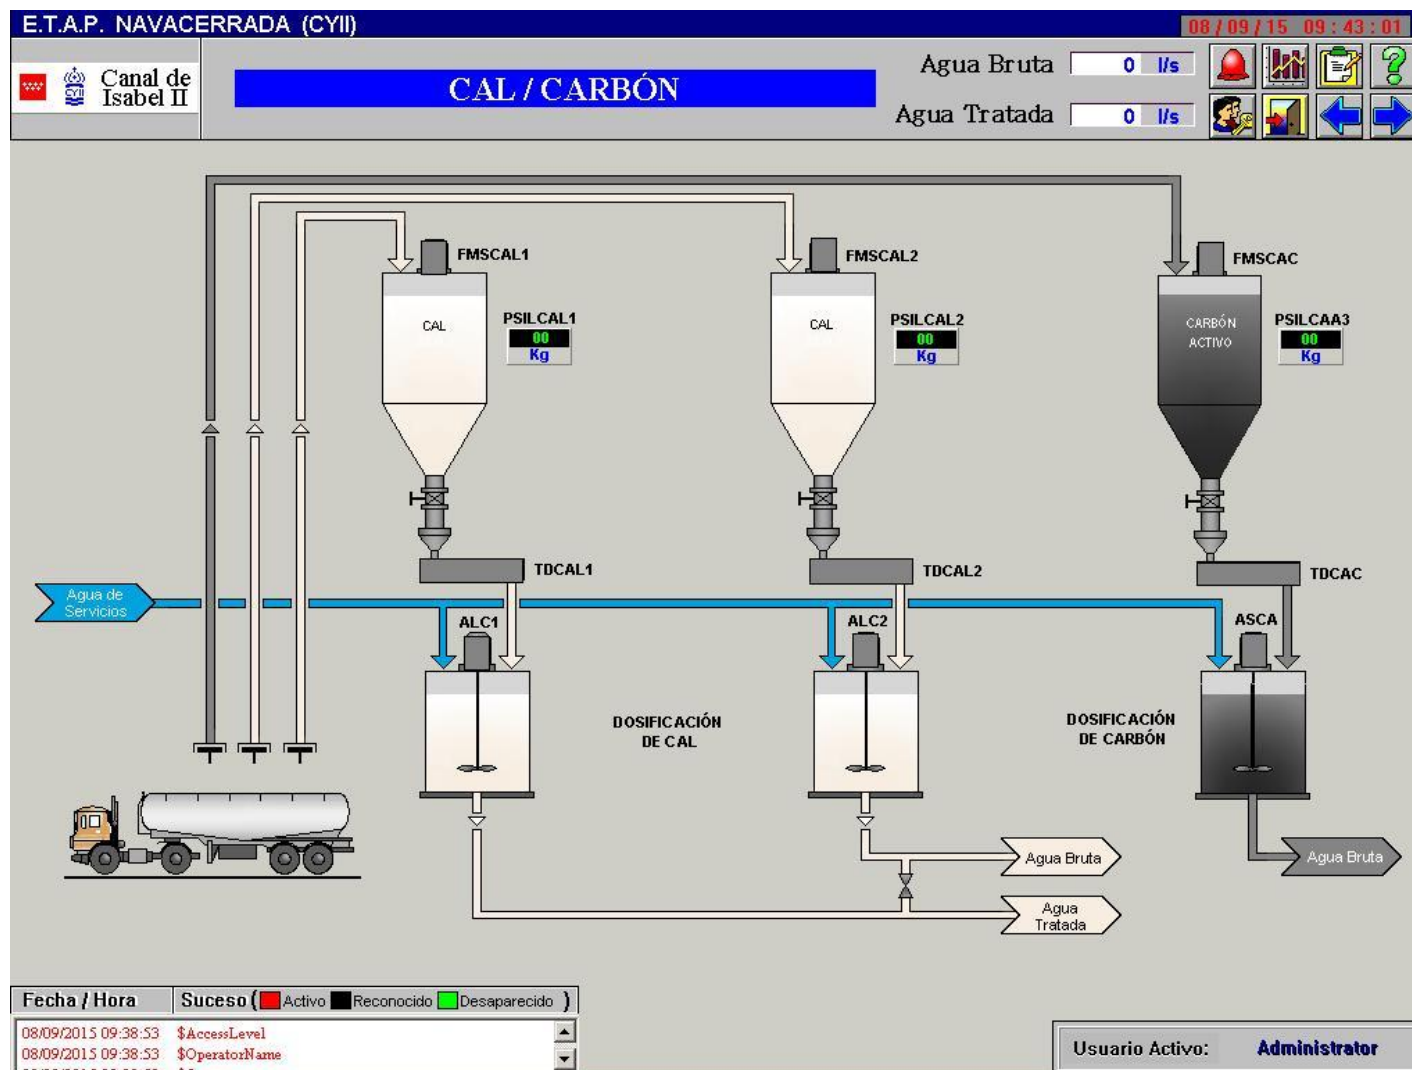 E.T.A.P. NAVACERRADA (CYII)
08/09/15 09:43:01
Canal de
Isabel II
CAL / CARBÓN
Agua Bruta 0 l/s
Agua Tratada 0 l/s
FMSCAL1
FMSCAL2
FMSCAC
CAL
PSILCAL1
00
Kg
CAL
PSILCAL2
00
Kg
CARBÓN
ACTIVO
PSILCAA3
00
Kg
TDCAL1
TDCAL2
TDCAC
Agua de
Servicios
ALC1
ALC2
ASCA
DOSIFICACIÓN
DE CAL
DOSIFICACIÓN
DE CARBÓN
Agua Bruta
Agua Bruta
Agua
Tratada
Fecha / Hora Suceso ( Activo Reconocido Desaparecido )
08/09/2015 09:38:53 $AccessLevel
08/09/2015 09:38:53 $OperatorName
Usuario Activo: Administrator